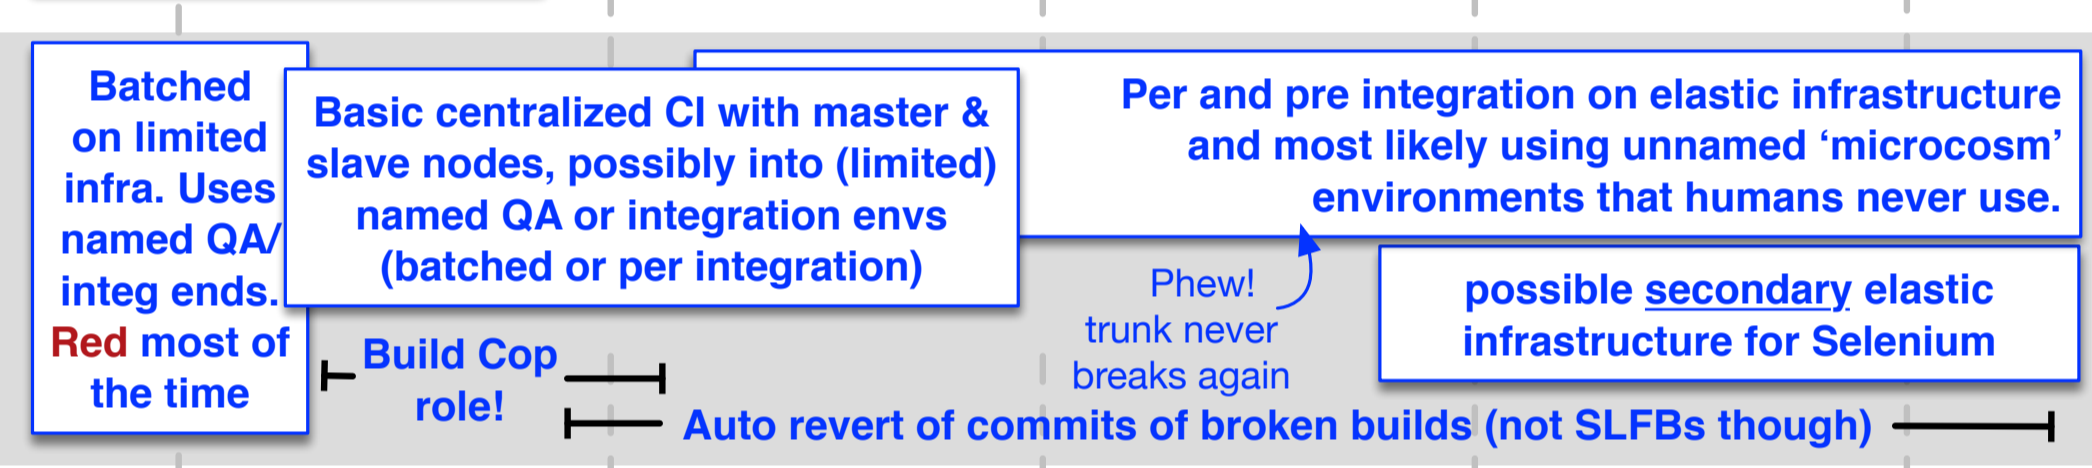 Batched
on limited
infra. Uses
named QA/
integ ends.
Red most of
the time
Basic centralized CI with master &
slave nodes, possibly into (limited)
named QA or integration envs
(batched or per integration)
Per and pre integration on elastic infrastructure
and most likely using unnamed ‘microcosm’
environments that humans never use.
Phew!
trunk never
breaks again
possible secondary elastic
infrastructure for Selenium
Build Cop
role!
Auto revert of commits of broken builds (not SLFBs though)